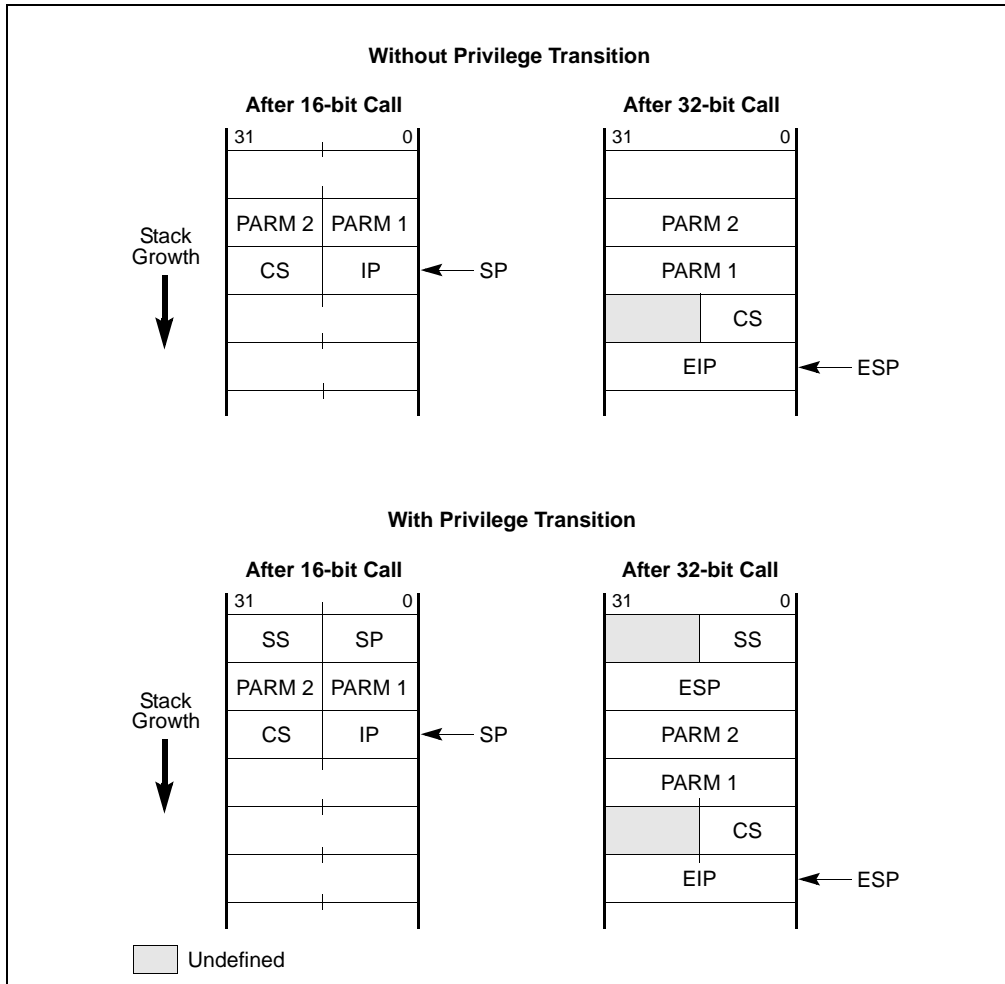 Without Privilege Transition
After 16-bit Call
After 32-bit Call
31 0
31 0
PARM 2 PARM 1
PARM 2
Stack
Growth
CS IP
SP
PARM 1
CS
EIP
ESP
With Privilege Transition
After 16-bit Call
After 32-bit Call
31 0
31 0
SS SP
SS
PARM 2 PARM 1
ESP
Stack
Growth
CS IP
SP
PARM 2
PARM 1
CS
EIP
ESP
Undefined